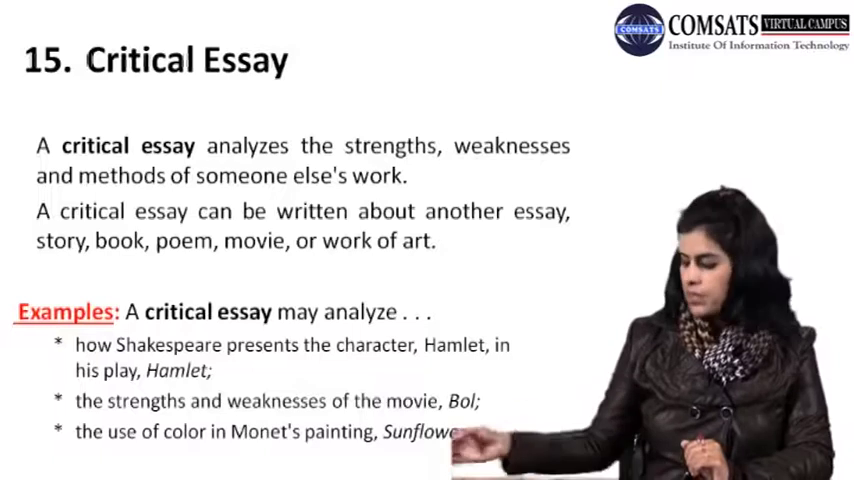 COMSATS VIRTUAL CAMPUS
COMSATS
Institute Of Information Technology
15. Critical Essay
A critical essay analyzes the strengths, weaknesses
and methods of someone else's work.
A critical essay can be written about another essay,
story, book, poem, movie, or work of art.
Examples: A critical essay may analyze . . .
* how Shakespeare presents the character, Hamlet, in
his play, Hamlet;
* the strengths and weaknesses of the movie, Bol;
* the use of color in Monet's painting,